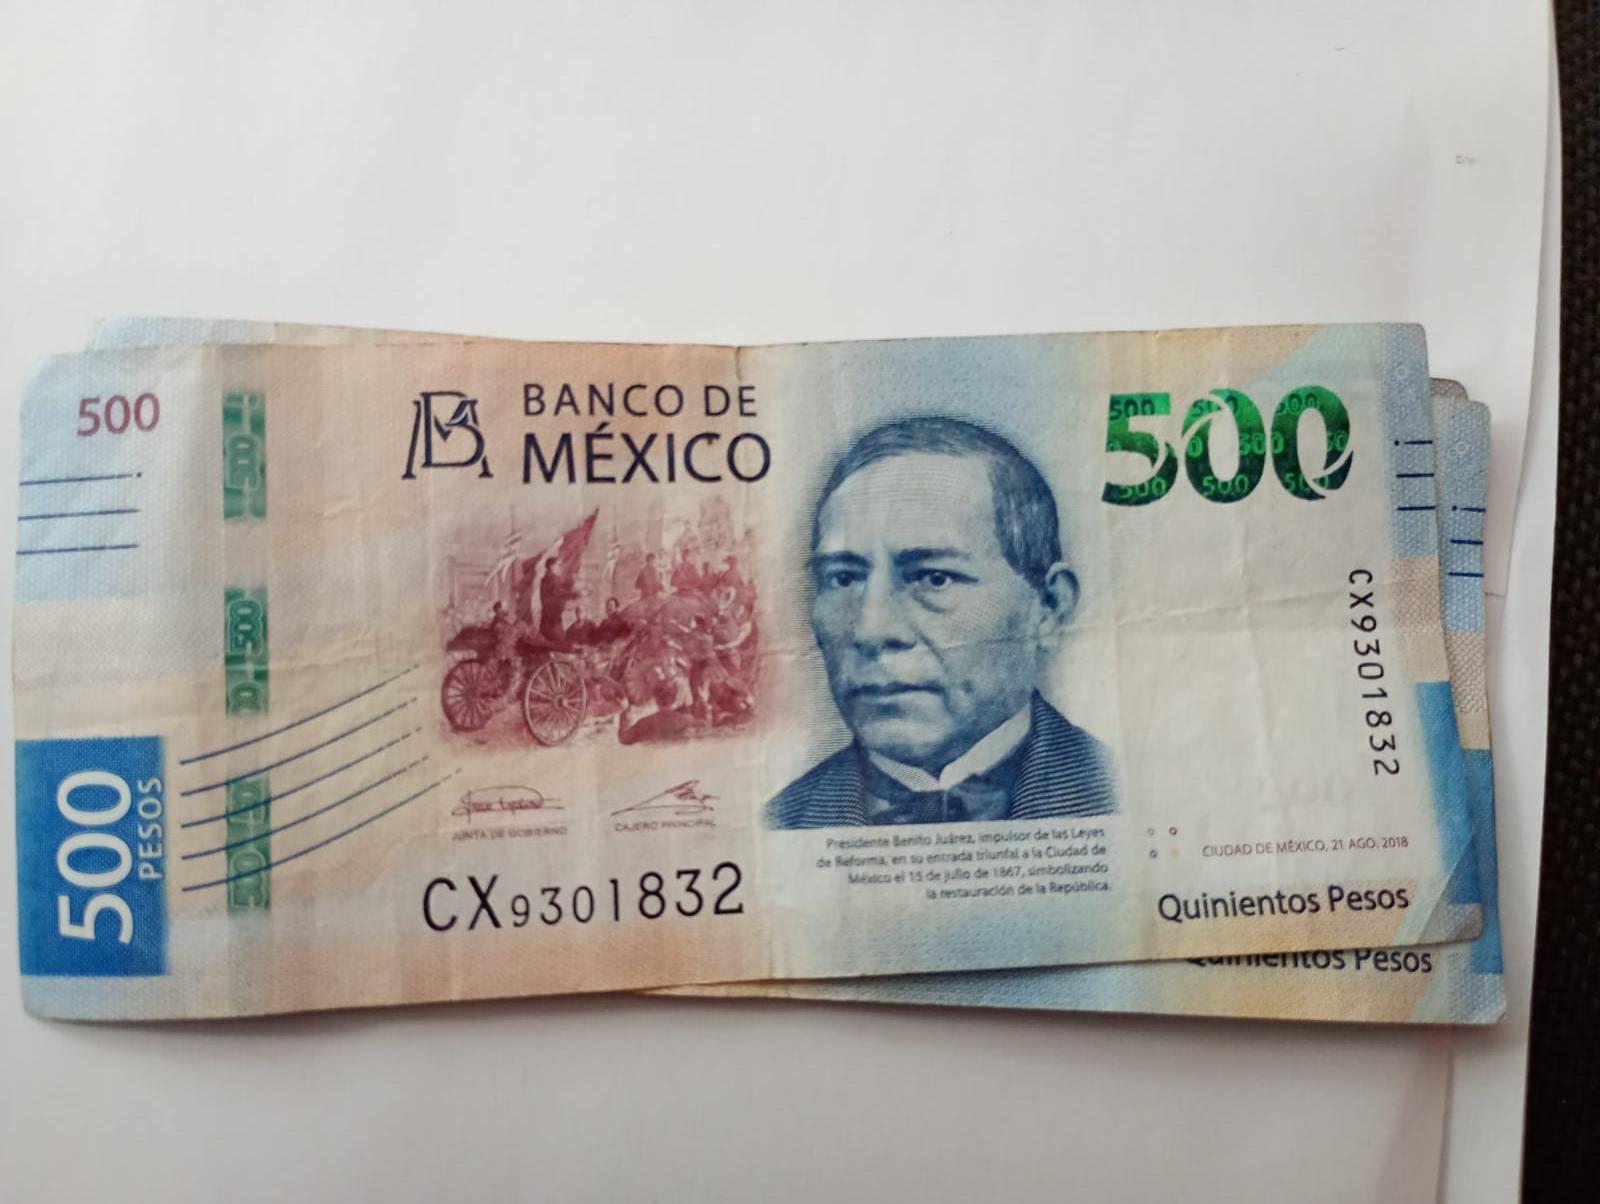 500
BANCO DE
MÉXICO
500
500
PESOS
CX9301832
JUNTA DE GOBIERNO
CAJERO PRINCIPAL
CX9301832
Presidente Benito Juárez, impulsor de las Leyes
de Reforma, en su entrada triunfal a la Ciudad de
México el 15 de julio de 1867, simbolizando
la restauración de la República.
CIUDAD DE MÉXICO, 21 AGO. 2018
Quinientos Pesos
Quinientos Pesos